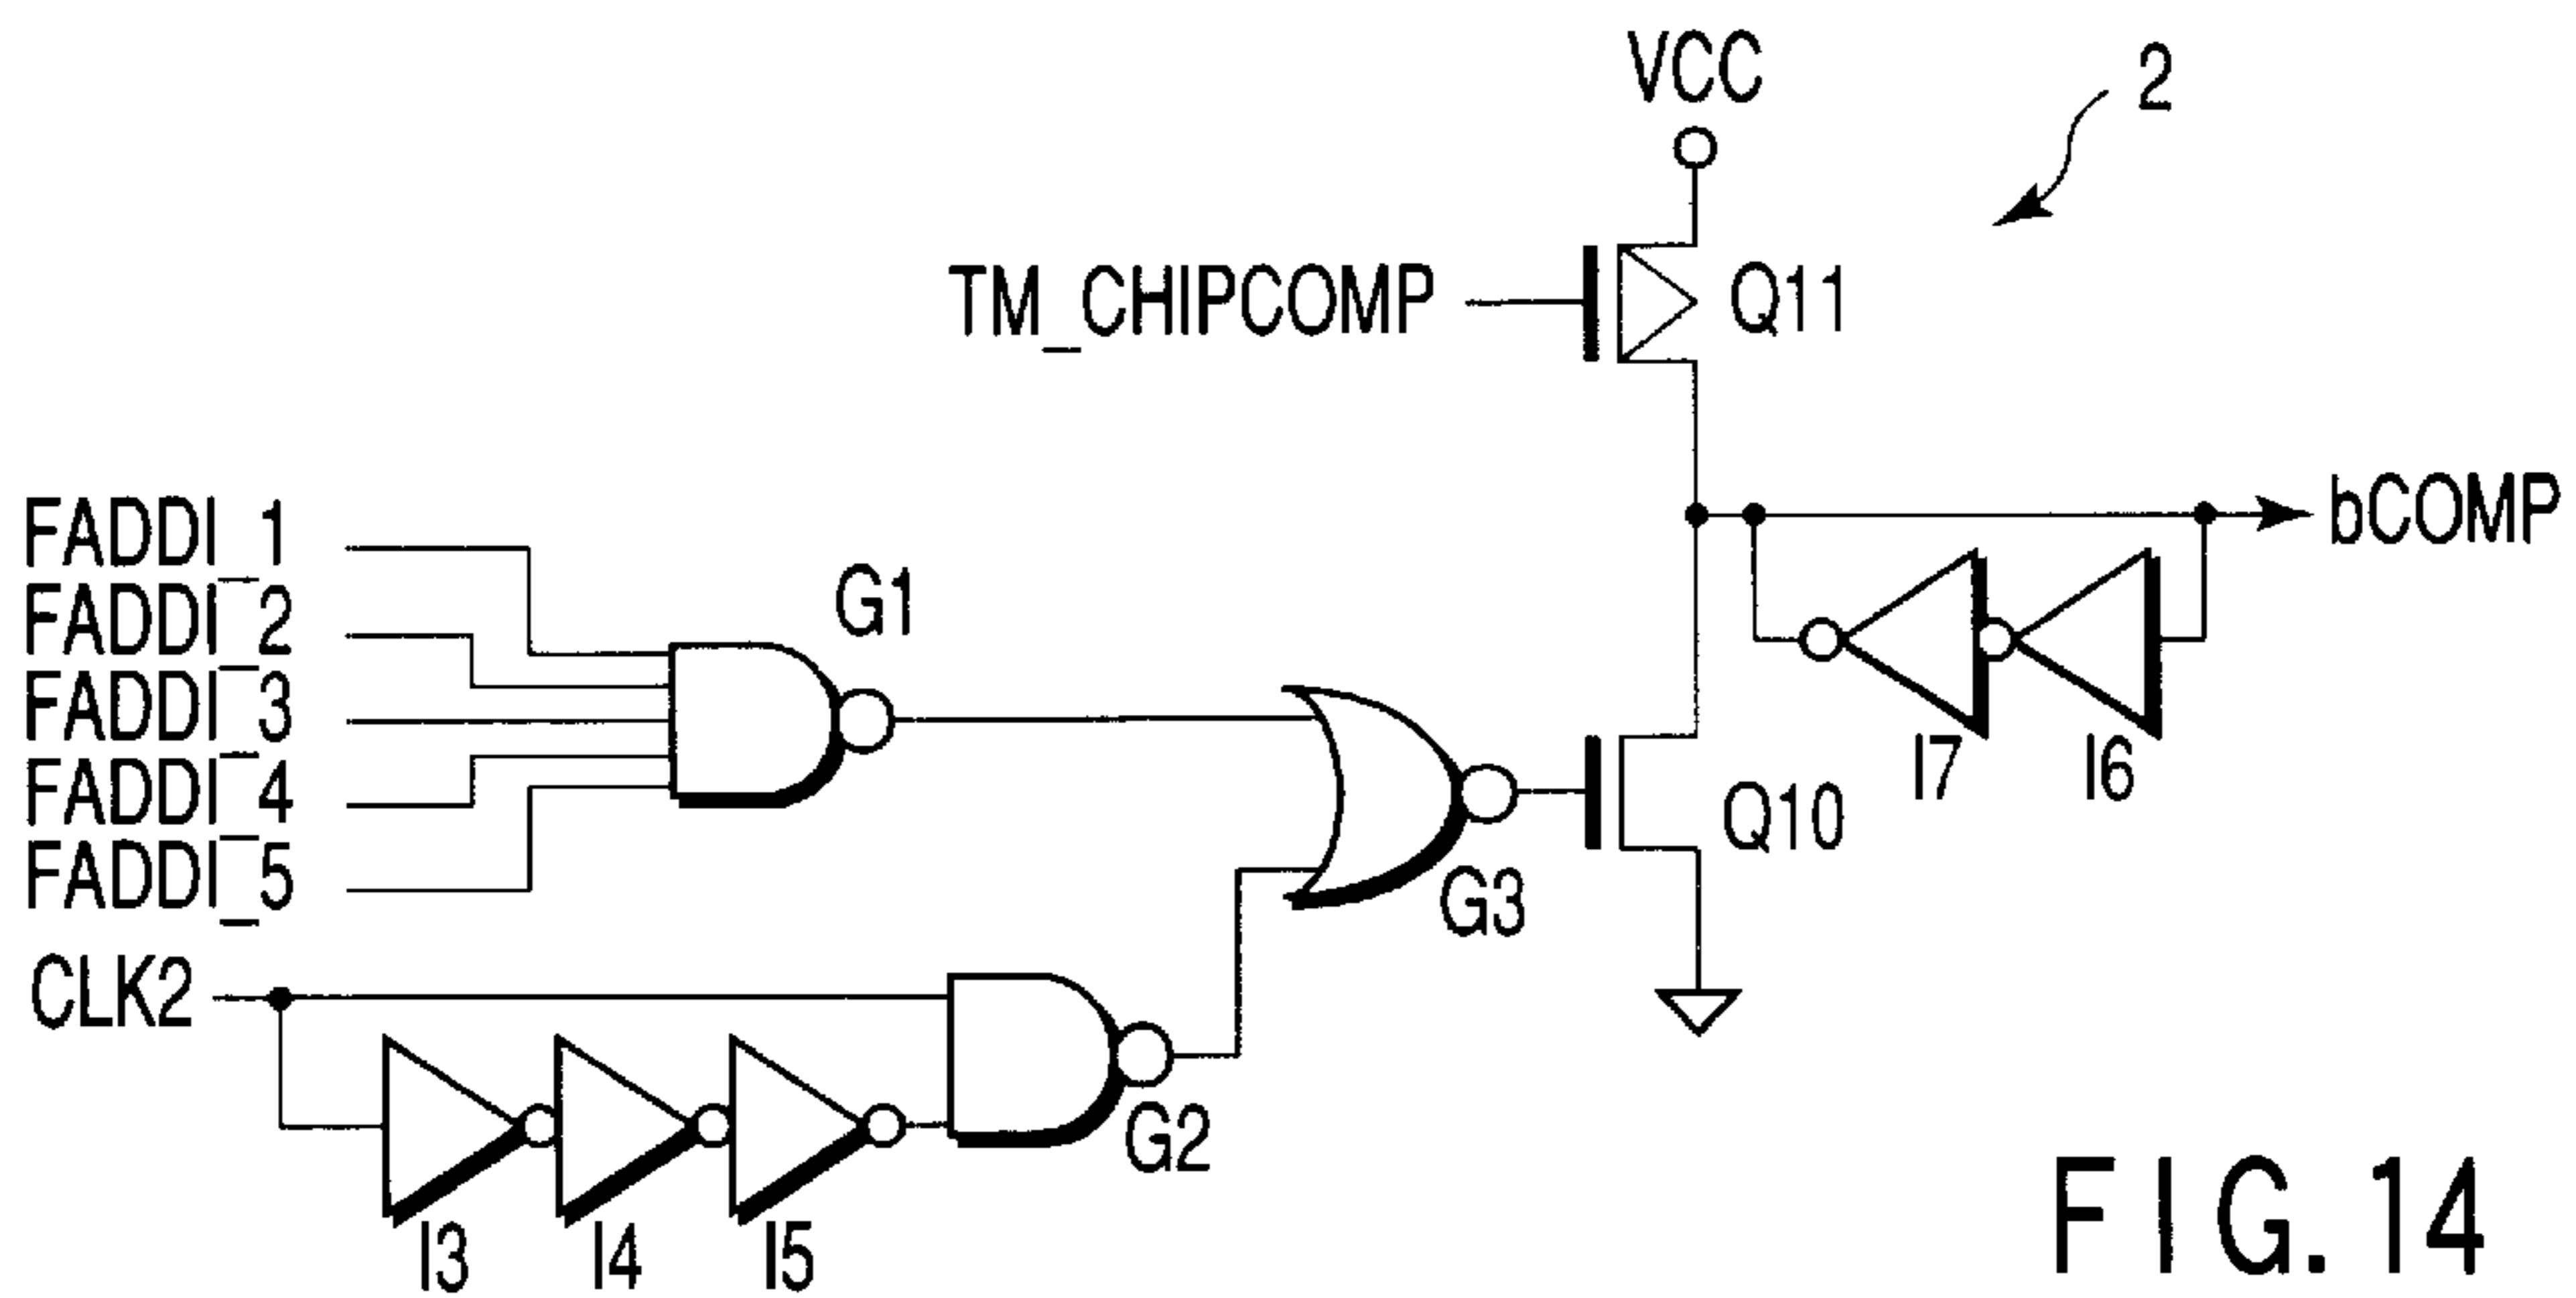 VCC
2
TM_CHIPCOMP
Q11
bCOMP
FADDI_1
FADDI_2
FADDI_3
FADDI_4
FADDI_5
G1
I7
I6
Q10
G3
CLK2
G2
I3
I4
I5
FIG.14